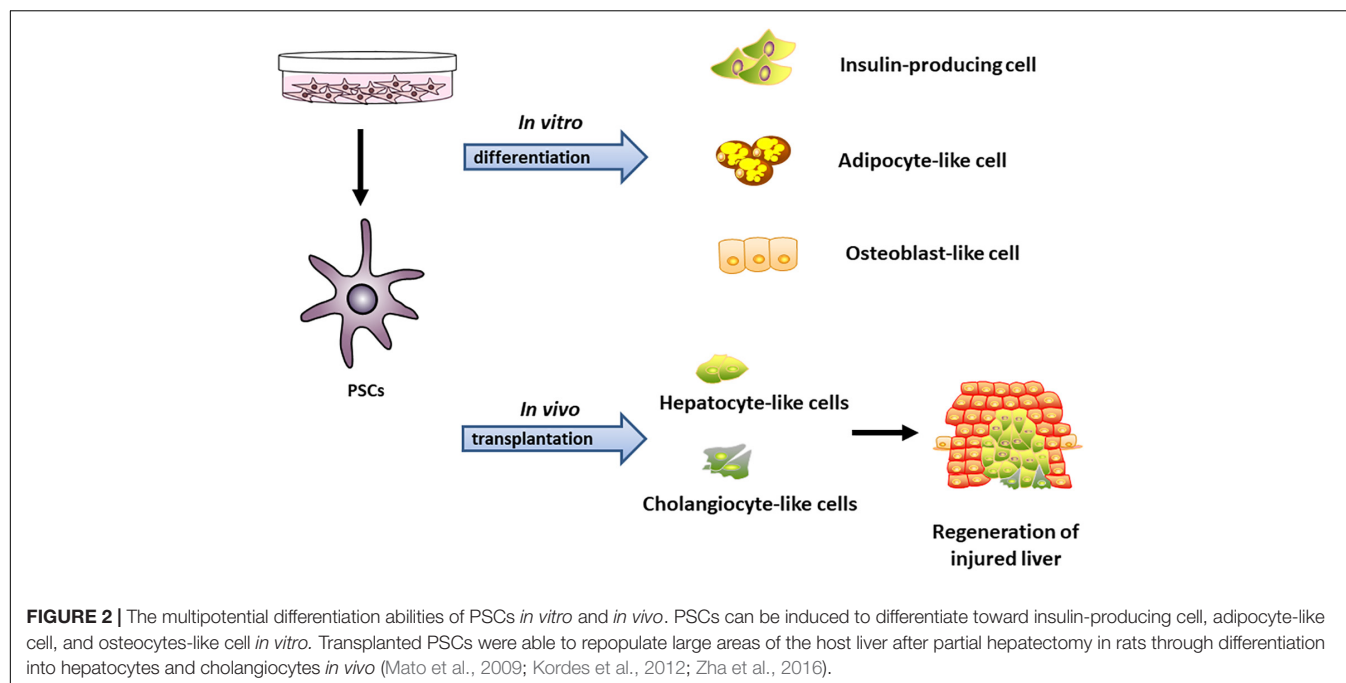 Insulin-producing cell
In vitro
differentiation
Adipocyte-like cell
Osteoblast-like cell
PSCs
In vivo
transplantation
Hepatocyte-like cells
Cholangiocyte-like cells
Regeneration of
injured liver
FIGURE 2 | The multipotential differentiation abilities of PSCs in vitro and in vivo. PSCs can be induced to differentiate toward insulin-producing cell, adipocyte-like
cell, and osteocytes-like cell in vitro. Transplanted PSCs were able to repopulate large areas of the host liver after partial hepatectomy in rats through differentiation
into hepatocytes and cholangiocytes in vivo (Mato et al., 2009; Kordes et al., 2012; Zha et al., 2016).